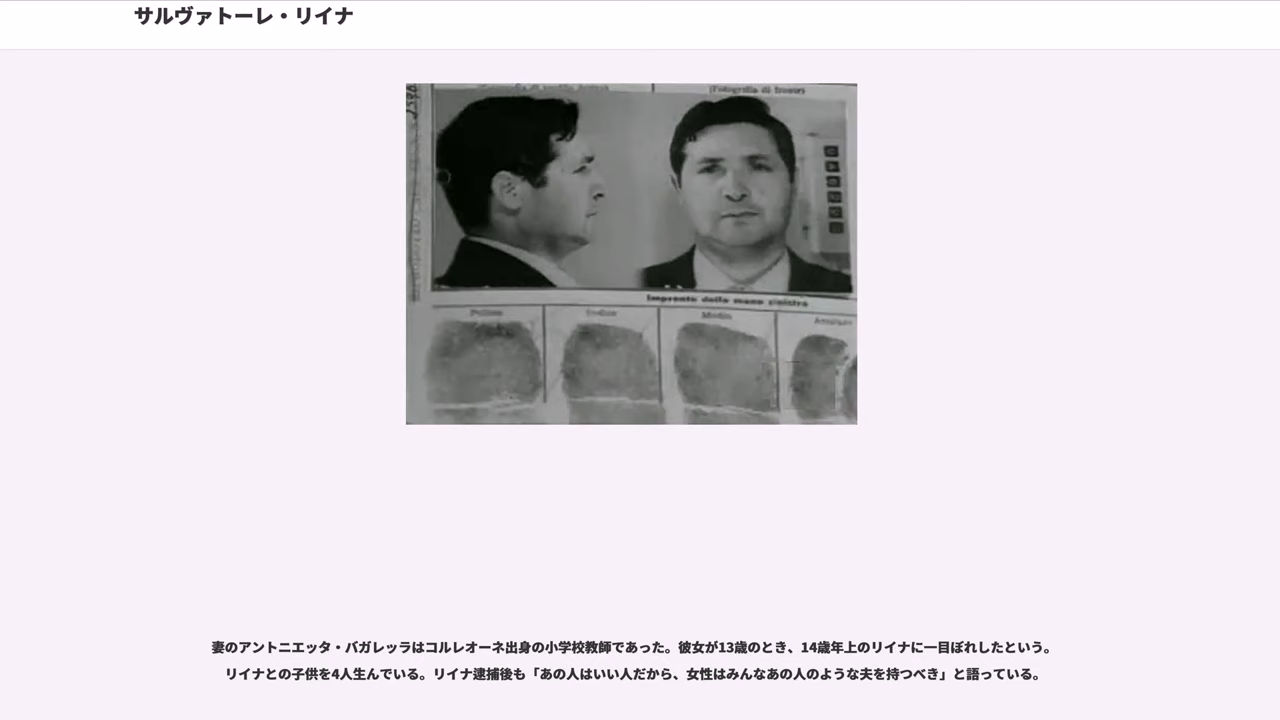 サルヴァトーレ・リイナ
(Fotografia di fronte)
Impronte della mano sinistra
Pollice
Indice
Medio
Anulare
妻のアントニエッタ・バガレッラはコルレオーネ出身の小学校教師であった。彼女が13歳のとき、14歳年上のリイナに一目ぼれしたという。
リイナとの子供を4人生んでいる。リイナ逮捕後も「あの人はいい人だから、女性はみんなあの人のような夫を持つべき」と語っている。